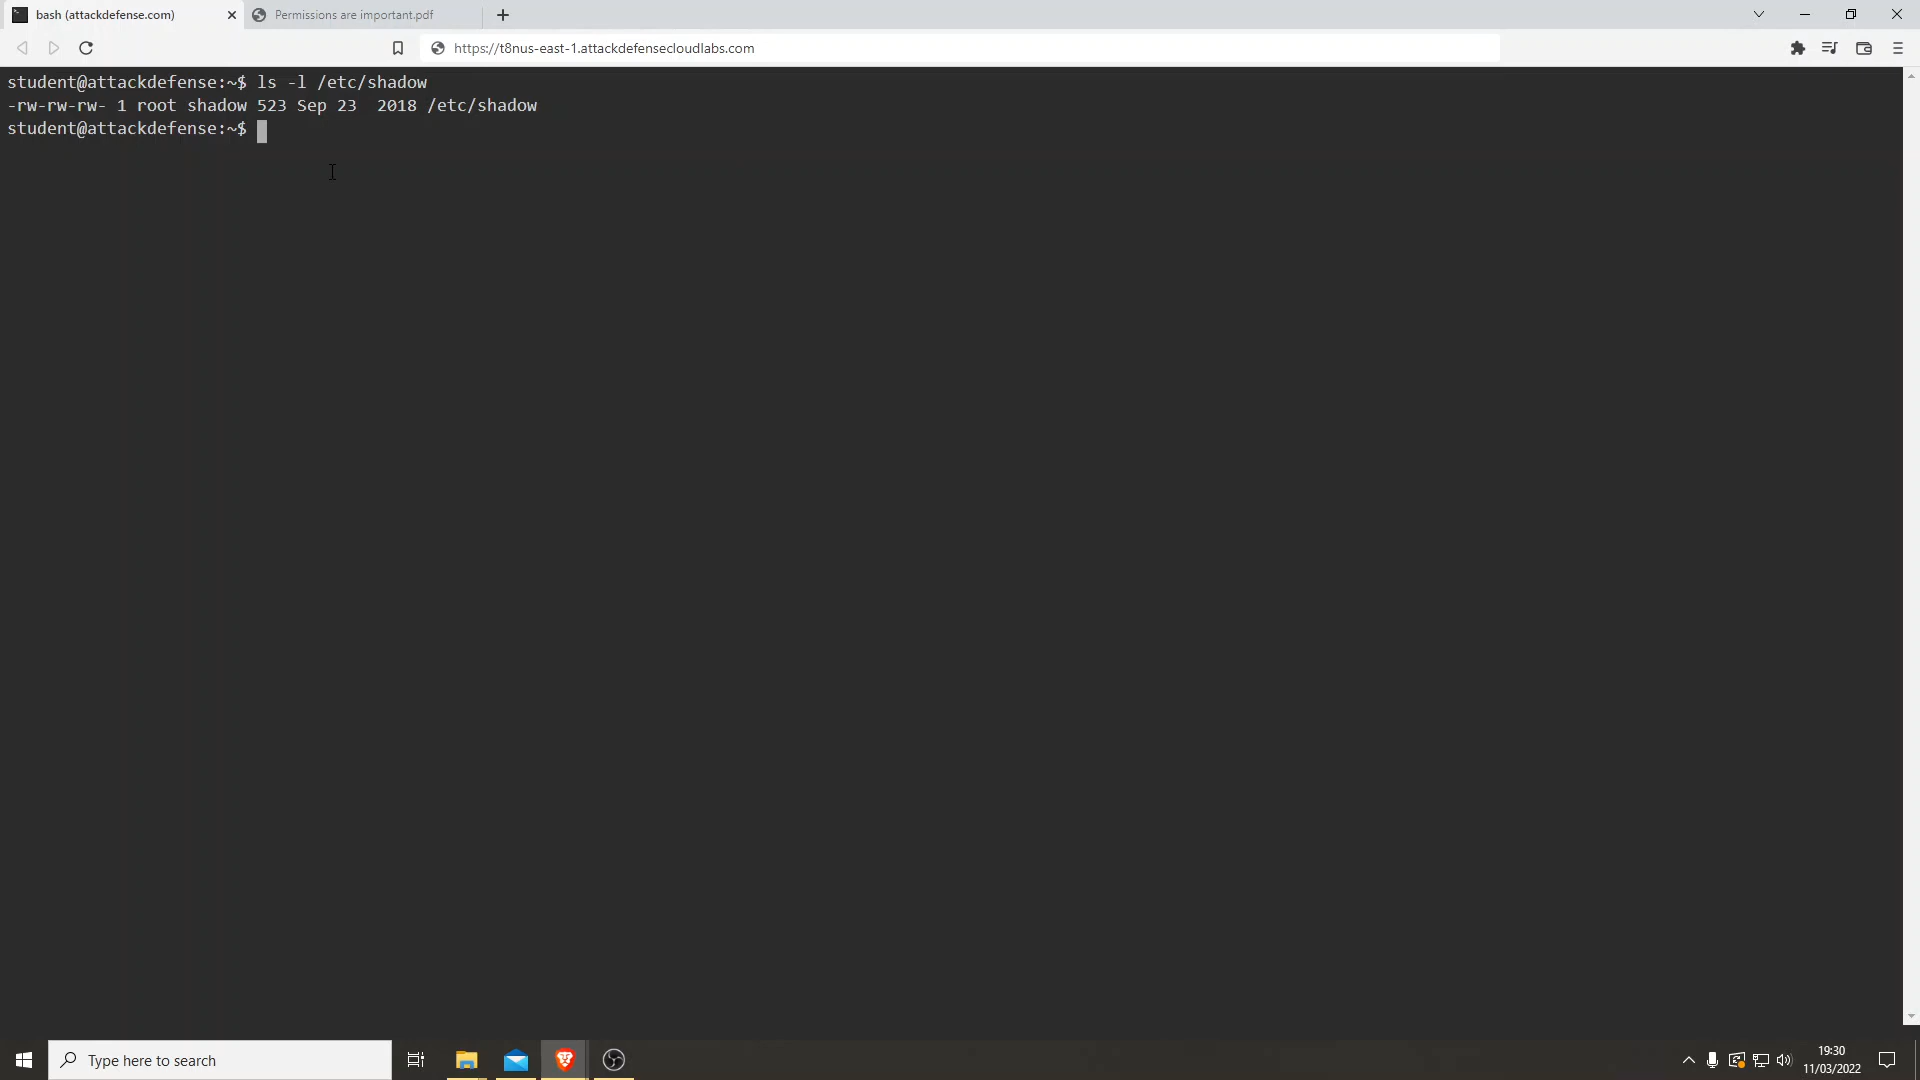 bash (attackdefense.com)
Permissions are important.pdf
https://t8nus-east-1.attackdefensecloudlabs.com
student@attackdefense:~$ ls -l /etc/shadow
-rw-rw-rw- 1 root shadow 523 Sep 23  2018 /etc/shadow
student@attackdefense:~$
Type here to search
19:30
11/03/2022